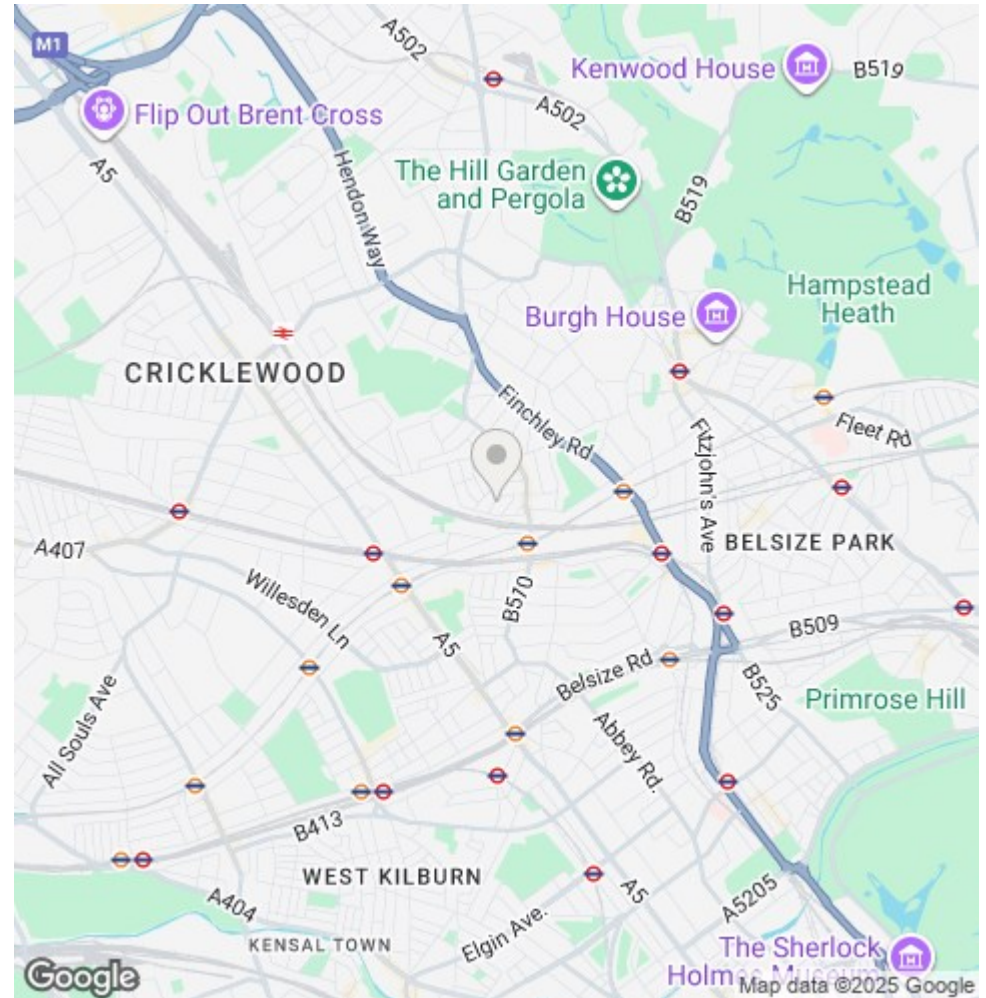 M1
A502
Kenwood House
B519
Flip Out Brent Cross
A502
A5
Hendon Way
The Hill Garden
and Pergola
B519
Hampstead
Heath
Burgh House
CRICKLEWOOD
Finchley Rd
Fitzjohn's Ave
Fleet Rd
A407
BELSIZE PARK
Willesden Ln
B570
B509
A5
Belsize Rd
B525
Primrose Hill
All Souls Ave
Abbey Rd.
B413
WEST KILBURN
A5
A5205
A404
Elgin Ave.
KENSAL TOWN
The Sherlock
Holmes Museum
Google
Map data ©2025 Google